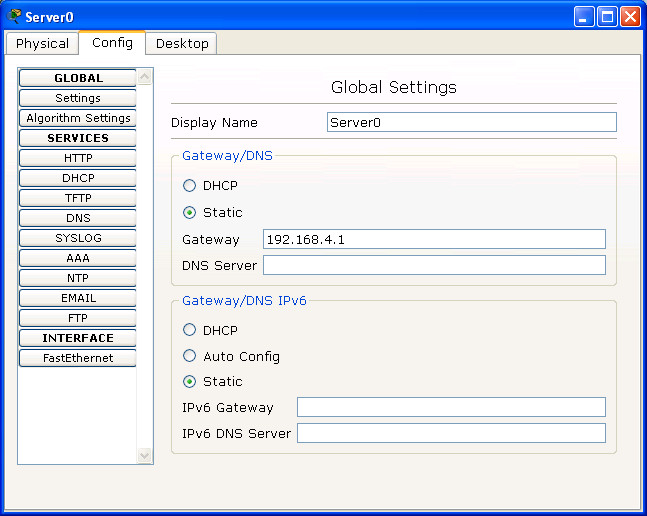 Server0
Physical Config Desktop
GLOBAL
Settings
Algorithm Settings
SERVICES
HTTP
DHCP
TFTP
DNS
SYSLOG
AAA
NTP
EMAIL
FTP
INTERFACE
FastEthernet
Global Settings
Display Name Server0
Gateway/DNS
DHCP
Static
Gateway 192.168.4.1
DNS Server
Gateway/DNS IPv6
DHCP
Auto Config
Static
IPv6 Gateway
IPv6 DNS Server